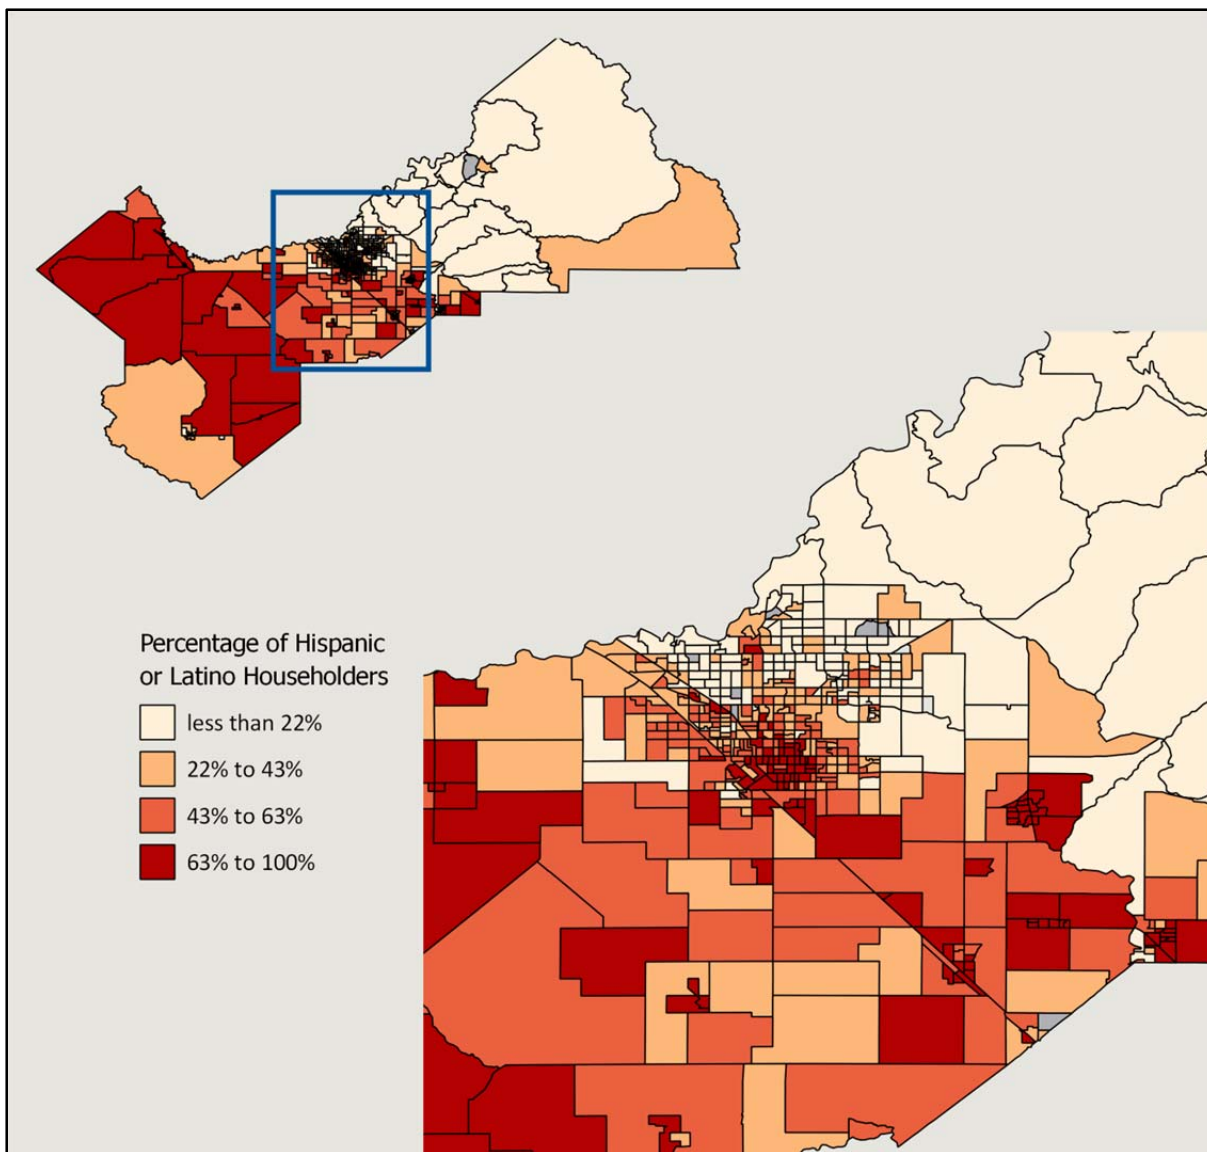 Percentage of Hispanic
or Latino Householders
less than 22%
22% to 43%
43% to 63%
63% to 100%